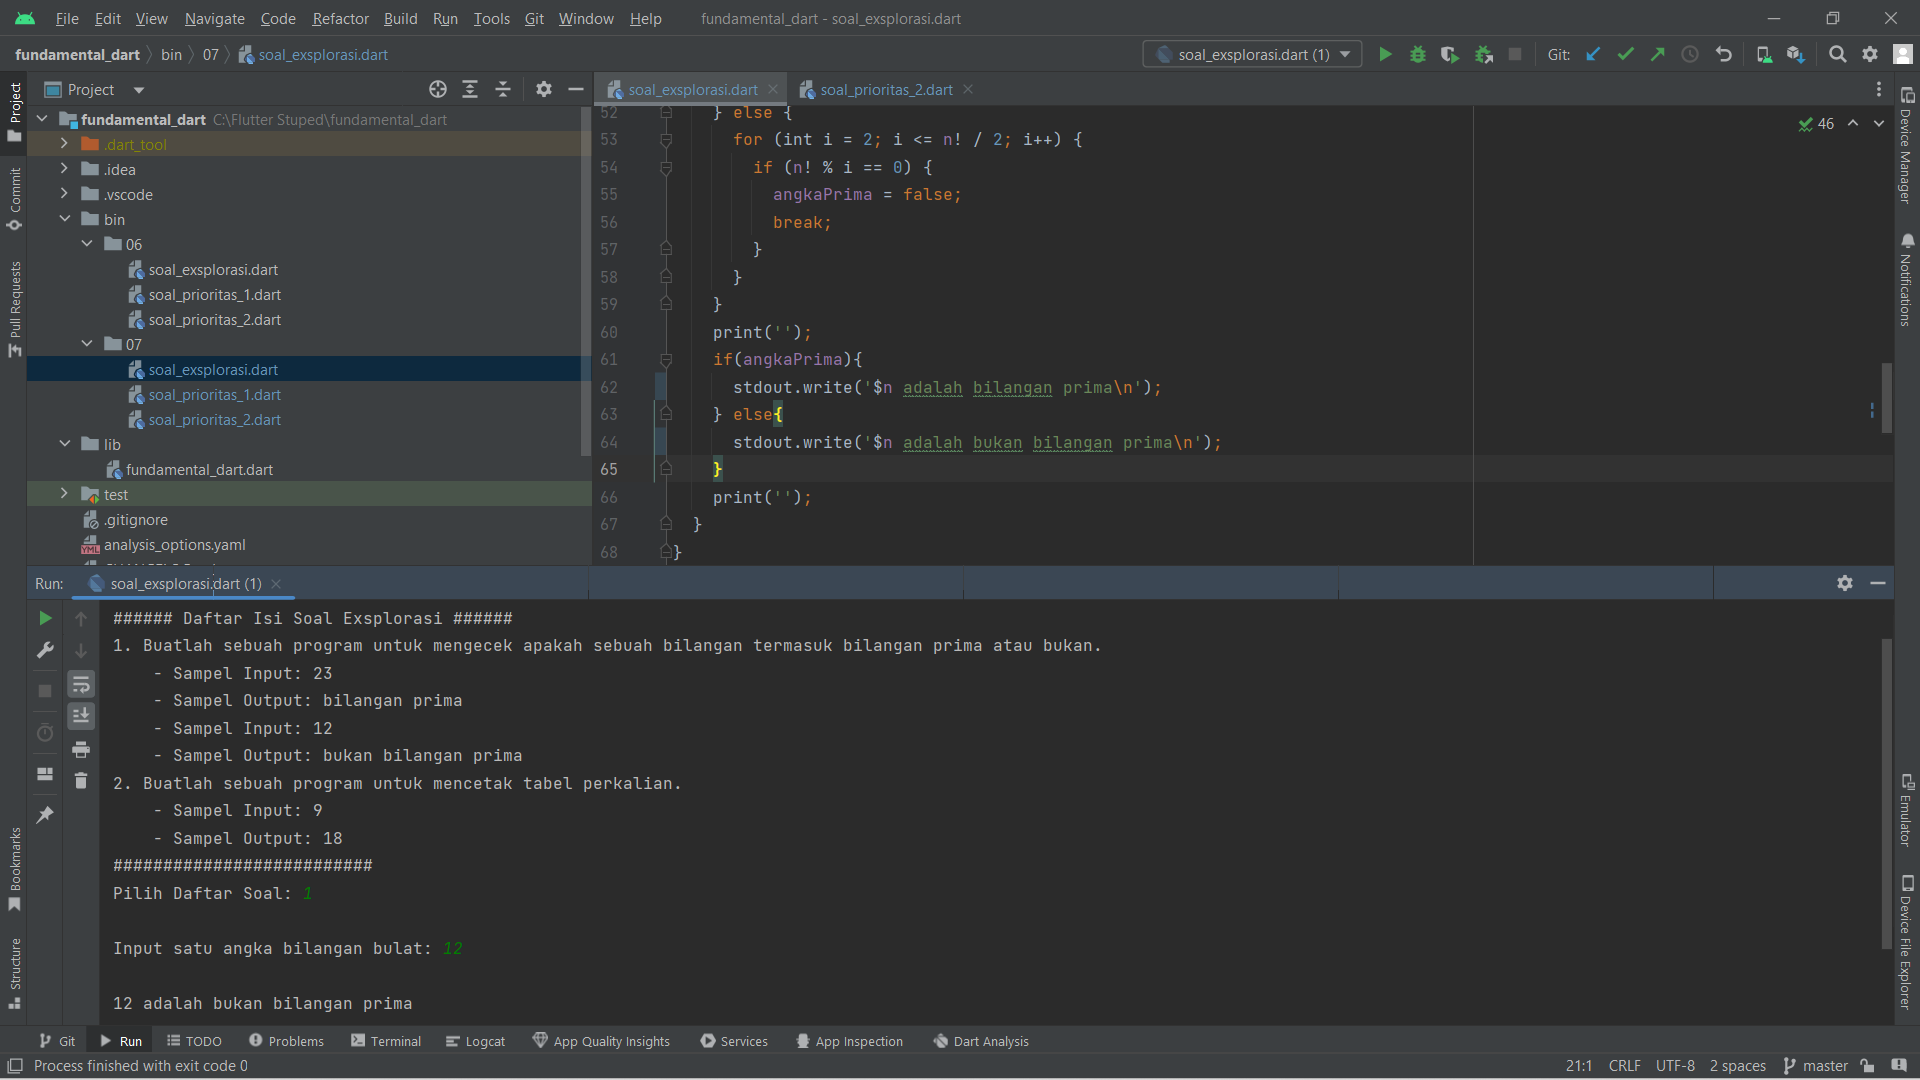 File Edit View Navigate Code Refactor Build Run Tools Git Window Help fundamental_dart - soal_exsplorasi.dart
fundamental_dart bin 07 soal_exsplorasi.dart soal_exsplorasi.dart (1) Git:
Project
soal_exsplorasi.dart soal_prioritas_2.dart
fundamental_dart C:\Flutter Stuped\fundamental_dart
.dart_tool
.idea
.vscode
bin
06
soal_exsplorasi.dart
soal_prioritas_1.dart
soal_prioritas_2.dart
07
soal_exsplorasi.dart
soal_prioritas_1.dart
soal_prioritas_2.dart
lib
fundamental_dart.dart
test
.gitignore
analysis_options.yaml
46
52 } else {
53 for (int i = 2; i <= n! / 2; i++) {
54 if (n! % i == 0) {
55 angkaPrima = false;
56 break;
57 }
58 }
59 }
60 print('');
61 if(angkaPrima){
62 stdout.write('$n adalah bilangan prima\n');
63 } else{
64 stdout.write('$n adalah bukan bilangan prima\n');
65 }
66 print('');
67 }
68 }
Project
Commit
Pull Requests
Bookmarks
Structure
Device Manager
Notifications
Emulator
Device File Explorer
Run: soal_exsplorasi.dart (1)
###### Daftar Isi Soal Exsplorasi ######
1. Buatlah sebuah program untuk mengecek apakah sebuah bilangan termasuk bilangan prima atau bukan.
- Sampel Input: 23
- Sampel Output: bilangan prima
- Sampel Input: 12
- Sampel Output: bukan bilangan prima
2. Buatlah sebuah program untuk mencetak tabel perkalian.
- Sampel Input: 9
- Sampel Output: 18
##########################
Pilih Daftar Soal: 1
Input satu angka bilangan bulat: 12
12 adalah bukan bilangan prima
Git Run TODO Problems Terminal Logcat App Quality Insights Services App Inspection Dart Analysis
Process finished with exit code 0 21:1 CRLF UTF-8 2 spaces master